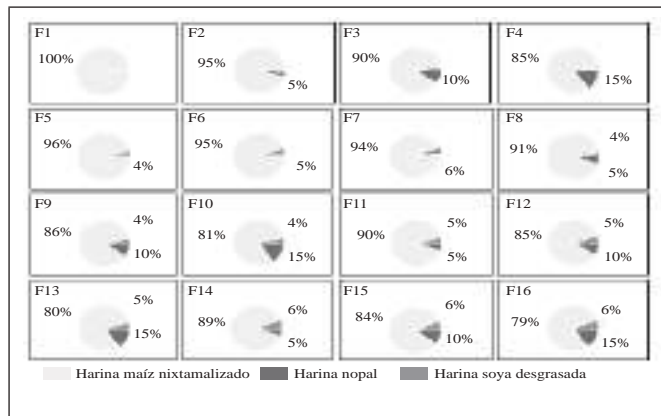 F1
100%
F2
95%
5%
F3
90%
10%
F4
85%
15%
F5
96%
4%
F6
95%
5%
F7
94%
6%
F8
91%
4%
5%
F9
86%
4%
10%
F10
81%
4%
15%
F11
90%
5%
5%
F12
85%
5%
10%
F13
80%
5%
15%
F14
89%
6%
5%
F15
84%
6%
10%
F16
79%
6%
15%
Harina maíz nixtamalizado Harina nopal Harina soya desgrasada